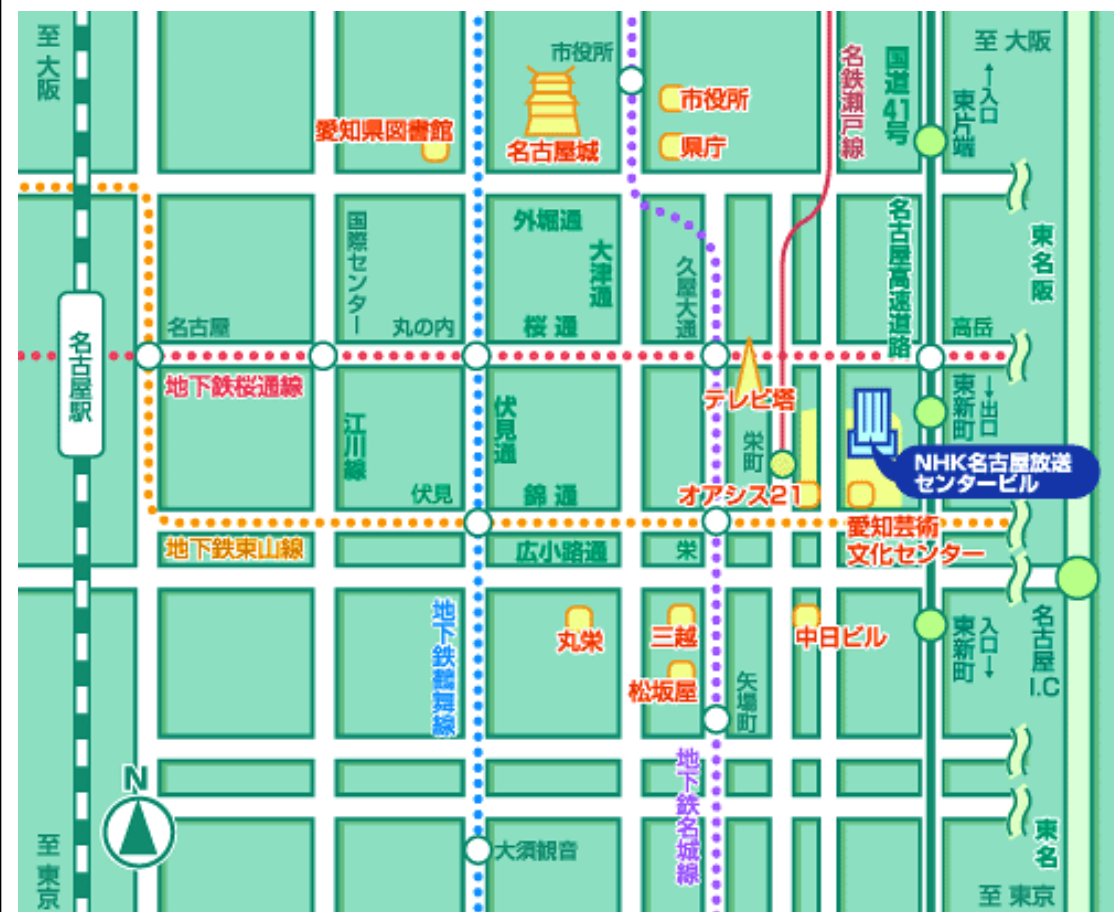 至 大阪
市役所
名鉄瀬戸線
国道41号
至 大阪
←入口
東片端
愛知県図書館
名古屋城
市役所
県庁
国際センター
外堀通
大津通
久屋大通
名古屋高速道路
東名阪
名古屋
丸の内
桜通
高岳
名古屋駅
地下鉄桜通線
テレビ塔
江川線
伏見通
栄町
東新町
→出口
NHK名古屋放送
センタービル
伏見
錦通
オアシス21
地下鉄東山線
広小路通
栄
愛知芸術
文化センター
地下鉄鶴舞線
丸栄
三越
中日ビル
東新町
入口→
名古屋I.C
松坂屋
矢場町
地下鉄名城線
N
大須観音
東名
至 東京
至 東京